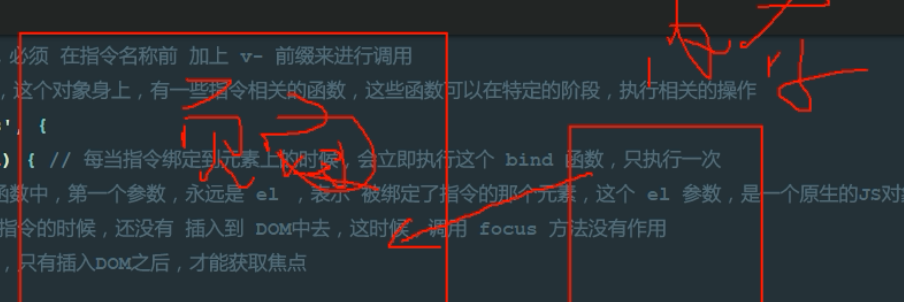 内存
必须 在指令名称前 加上 v- 前缀来进行调用
，这个对象身上，有一些指令相关的函数，这些函数可以在特定的阶段，执行相关的操作
', {
) { // 每当指令绑定到元素上的时候，会立即执行这个 bind 函数，只执行一次
页面
函数中，第一个参数，永远是 el ，表示 被绑定了指令的那个元素，这个 el 参数，是一个原生的JS对
指令的时候，还没有 插入到 DOM中去，这时候，调用 focus 方法没有作用
，只有插入DOM之后，才能获取焦点